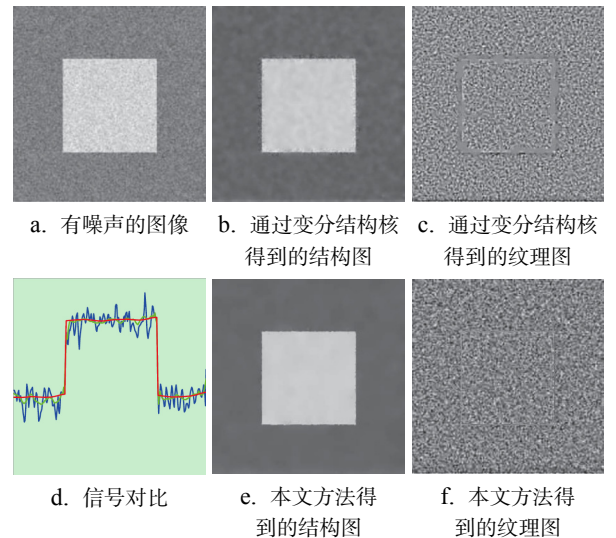 a. 有噪声的图像
b. 通过变分结构核
得到的结构图
c. 通过变分结构核
得到的纹理图
d. 信号对比
e. 本文方法得
到的结构图
f. 本文方法得
到的纹理图